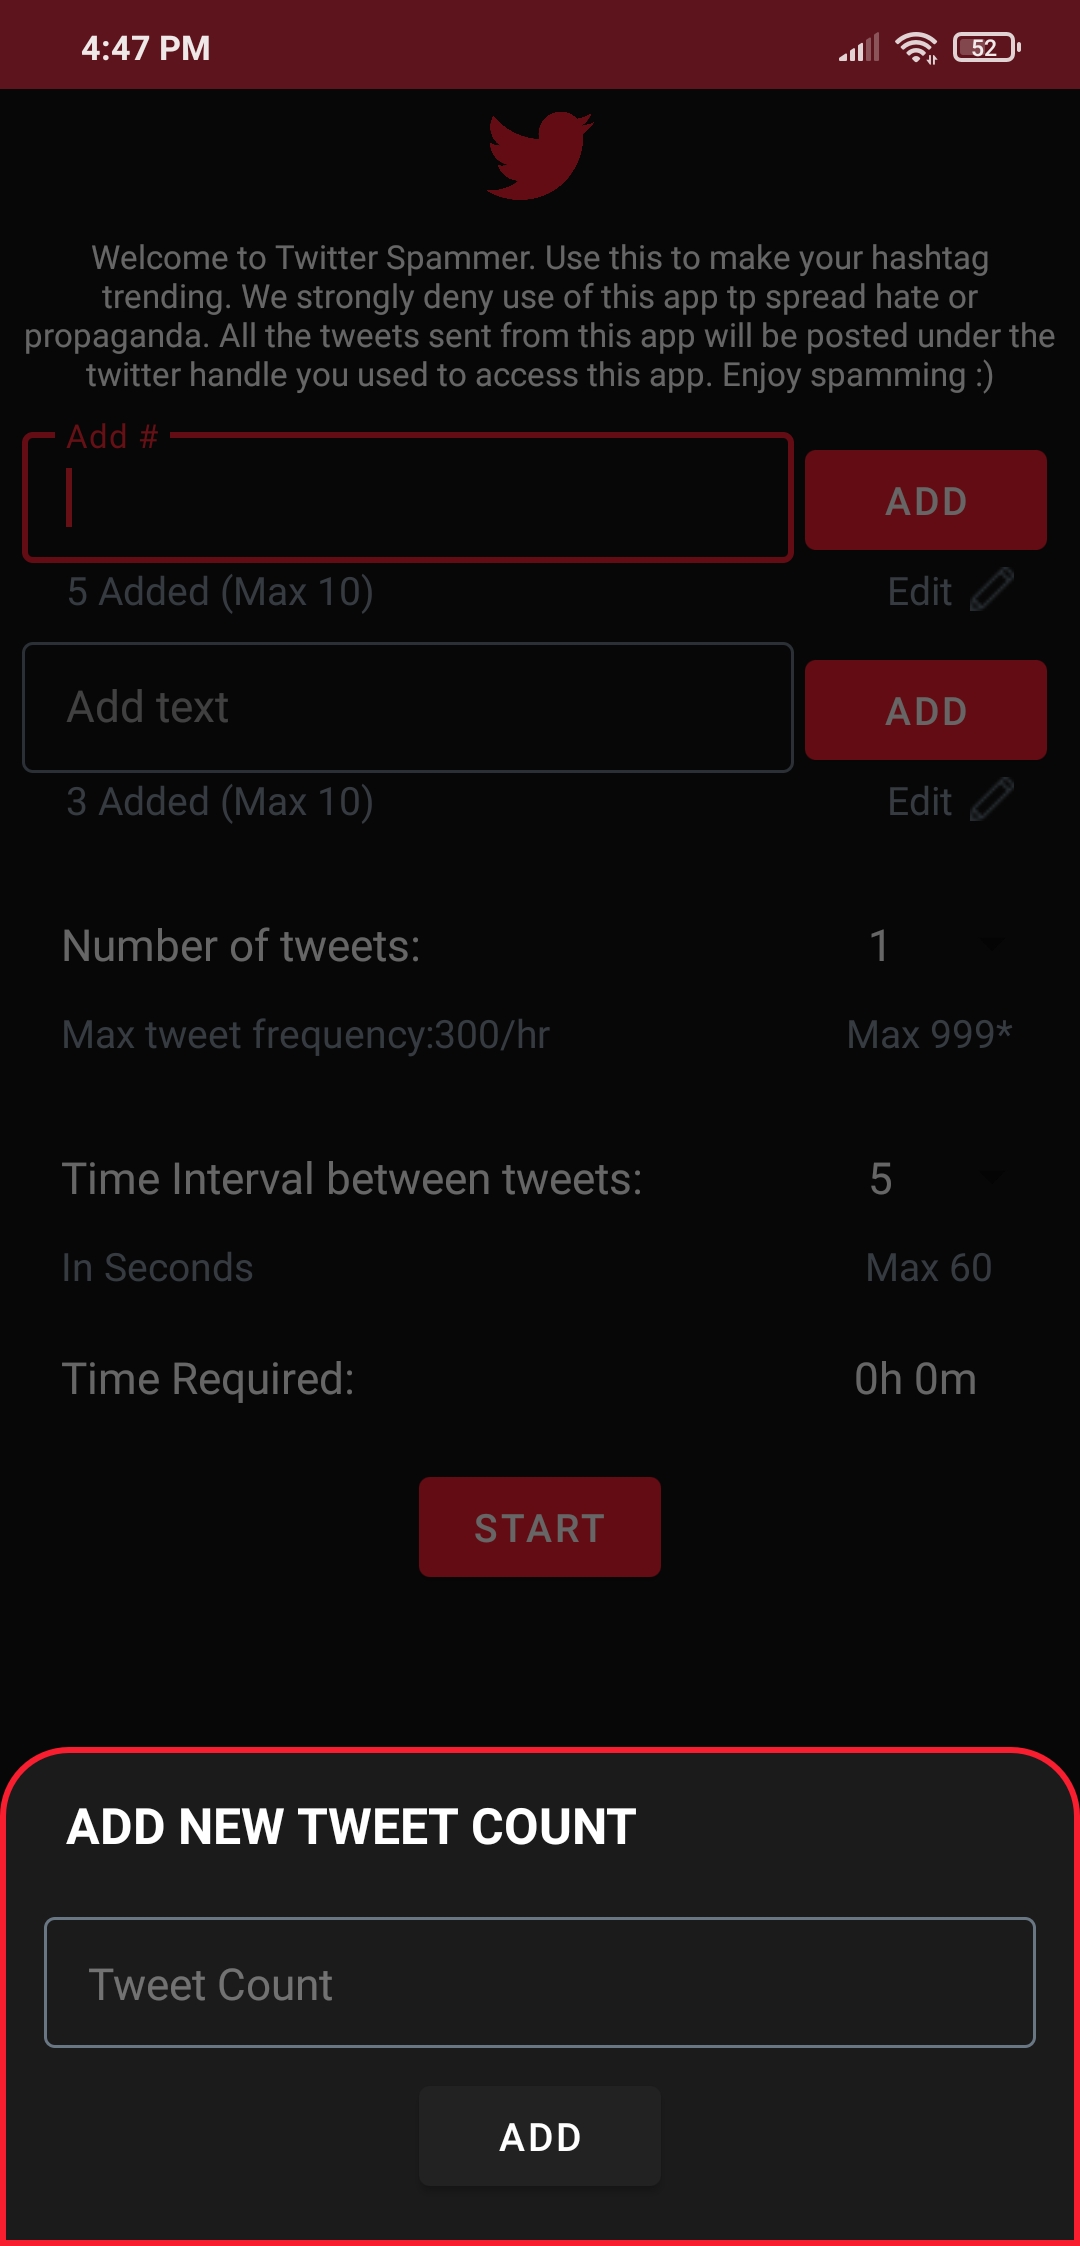 4:47 PM
52
Welcome to Twitter Spammer. Use this to make your hashtag
trending. We strongly deny use of this app tp spread hate or
propaganda. All the tweets sent from this app will be posted under the
twitter handle you used to access this app. Enjoy spamming :)
Add #
ADD
5 Added (Max 10)
Edit
Add text
ADD
3 Added (Max 10)
Edit
Number of tweets:
1
Max tweet frequency:300/hr
Max 999*
Time Interval between tweets:
5
In Seconds
Max 60
Time Required:
0h 0m
START
ADD NEW TWEET COUNT
Tweet Count
ADD